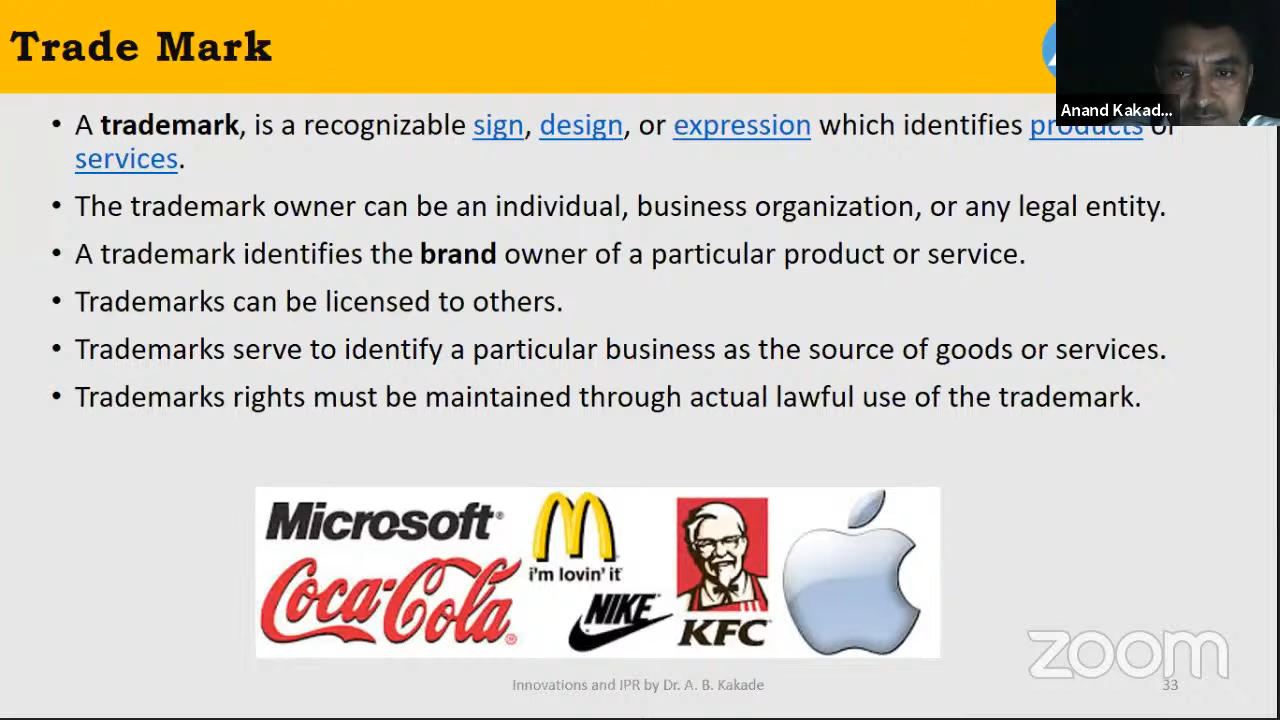 Trade Mark
Anand Kakad...
• A trademark, is a recognizable sign, design, or expression which identifies products or
services.
• The trademark owner can be an individual, business organization, or any legal entity.
• A trademark identifies the brand owner of a particular product or service.
• Trademarks can be licensed to others.
• Trademarks serve to identify a particular business as the source of goods or services.
• Trademarks rights must be maintained through actual lawful use of the trademark.
Microsoft®
Coca-Cola®
i'm lovin' it
NIKE
KFC
zoom
Innovations and IPR by Dr. A. B. Kakade
33